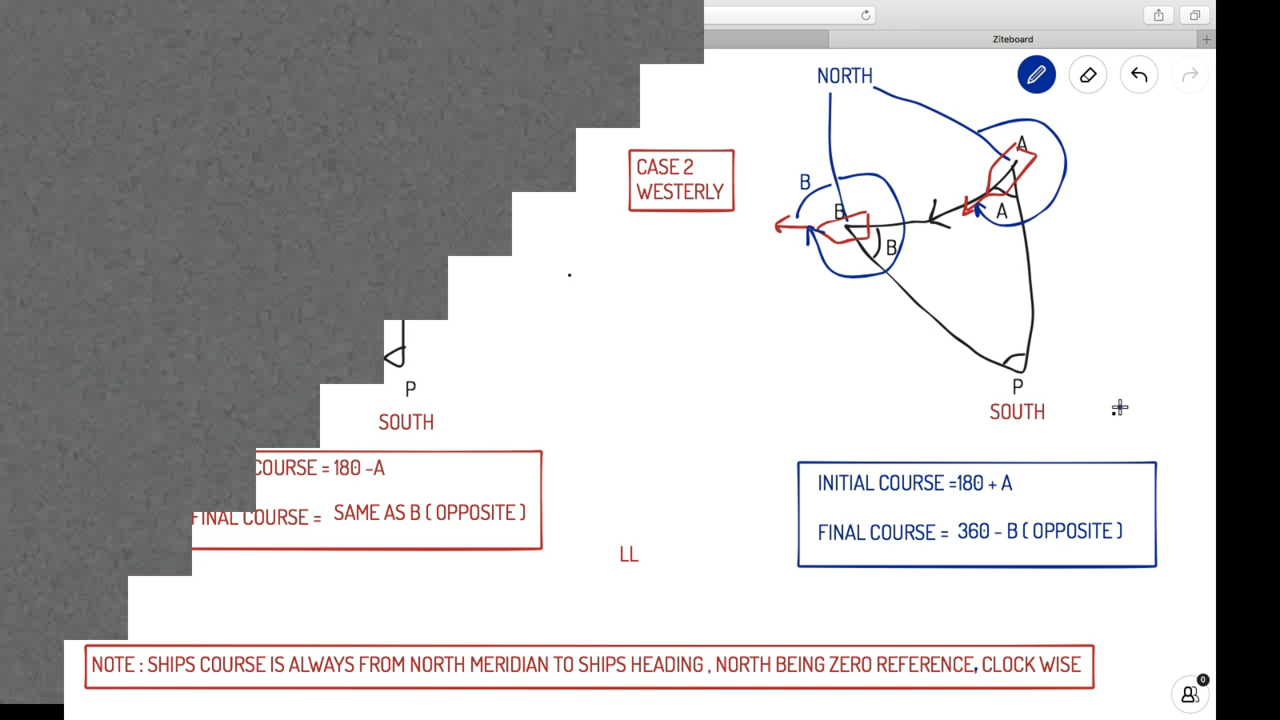 Ziteboard
NORTH
A
CASE 2
WESTERLY
B
B
A
B
P
SOUTH
P
SOUTH
COURSE = 180 -A
FINAL COURSE = SAME AS B ( OPPOSITE )
INITIAL COURSE =180 + A
FINAL COURSE = 360 - B ( OPPOSITE )
LL
NOTE : SHIPS COURSE IS ALWAYS FROM NORTH MERIDIAN TO SHIPS HEADING , NORTH BEING ZERO REFERENCE, CLOCK WISE
0